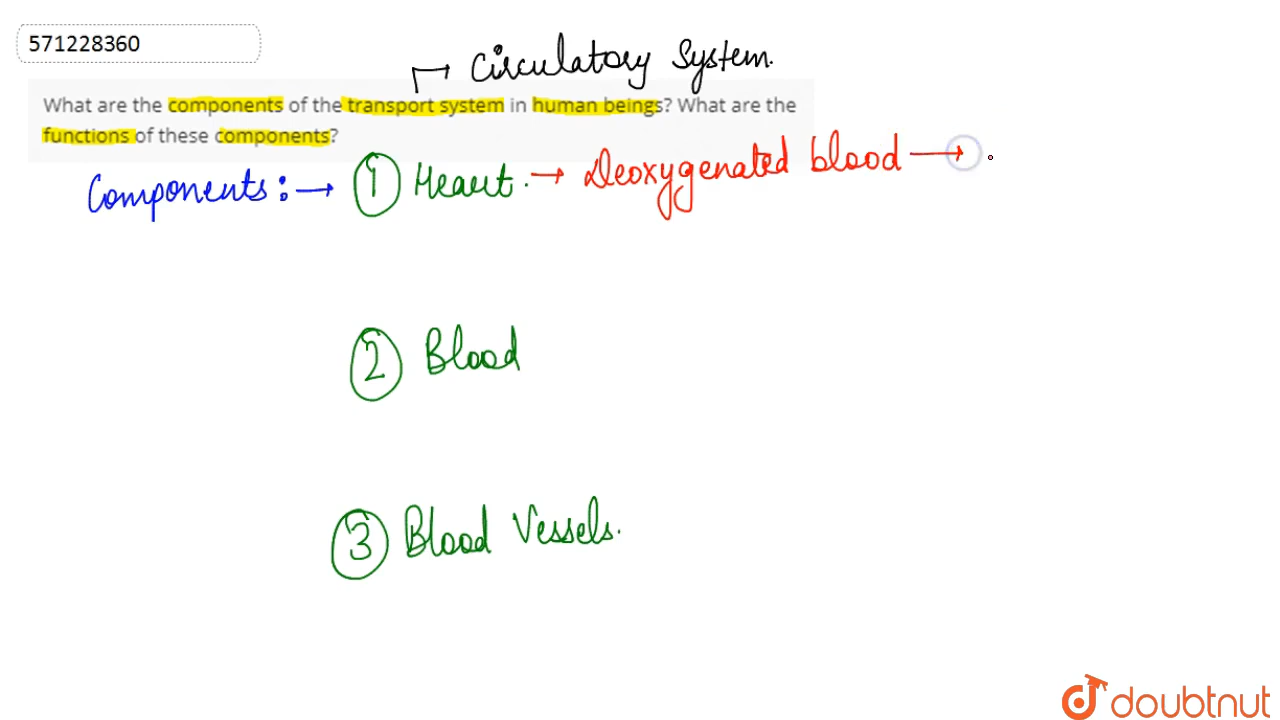 571228360
Circulatory System.
What are the components of the transport system in human beings? What are the
functions of these components?
Components :→ 1 Heart. → Deoxygenated blood →
2 Blood
3 Blood Vessels.
doubtnut